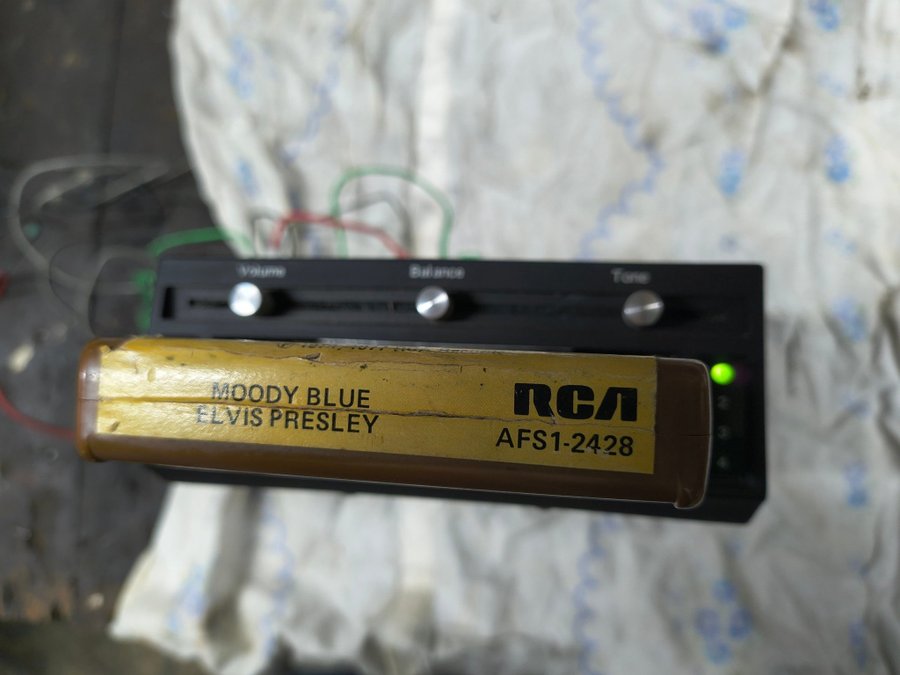 Volume Balance Tone
MOODY BLUE
ELVIS PRESLEY
RCA
AFS1-2428